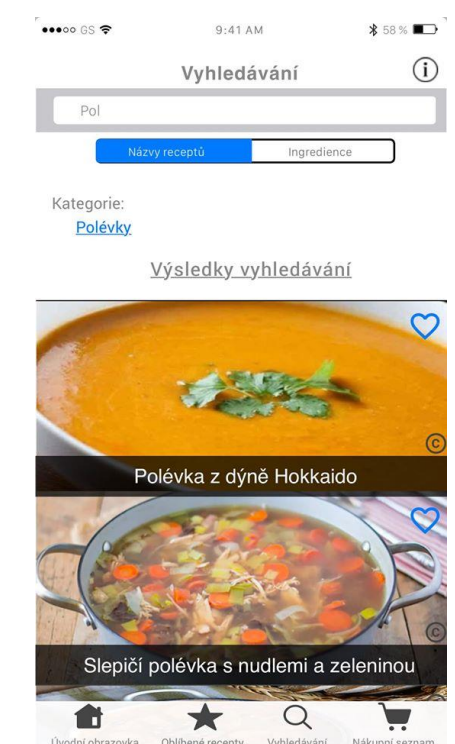 GS 9:41 AM 58 %
Vyhledávání
Pol
Názvy receptů Ingredience
Kategorie:
Polévky
Výsledky vyhledávání
Polévka z dýně Hokkaido
Slepičí polévka s nudlemi a zeleninou
Úvodní obrazovka Oblíbené recepty Vyhledávání Nákupní seznam